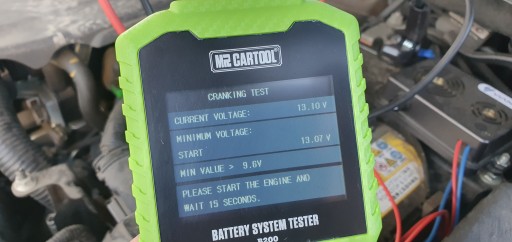 MR CARTOOL
CRANKING TEST
CURRENT VOLTAGE: 13.10 V
MINIMUM VOLTAGE:
START 13.07 V
MIN VALUE > 9.6V
PLEASE START THE ENGINE AND
WAIT 15 SECONDS.
BATTERY SYSTEM TESTER